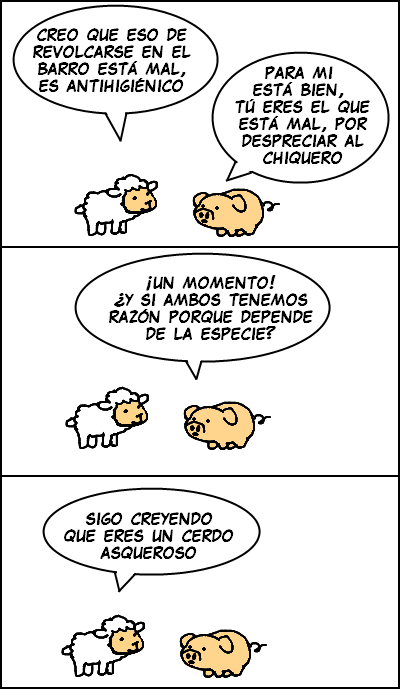 CREO QUE ESO DE
REVOLCARSE EN EL
BARRO ESTÁ MAL,
ES ANTIHIGIÉNICO
PARA MI
ESTÁ BIEN,
TÚ ERES EL QUE
ESTÁ MAL, POR
DESPRECIAR AL
CHIQUERO
¡UN MOMENTO!
¿Y SI AMBOS TENEMOS
RAZÓN PORQUE DEPENDE
DE LA ESPECIE?
SIGO CREYENDO
QUE ERES UN CERDO
ASQUEROSO